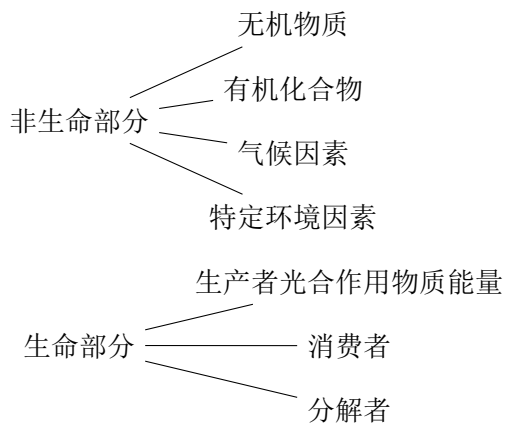 无机物质
有机化合物
非生命部分
气候因素
特定环境因素
生产者光合作用物质能量
生命部分
消费者
分解者